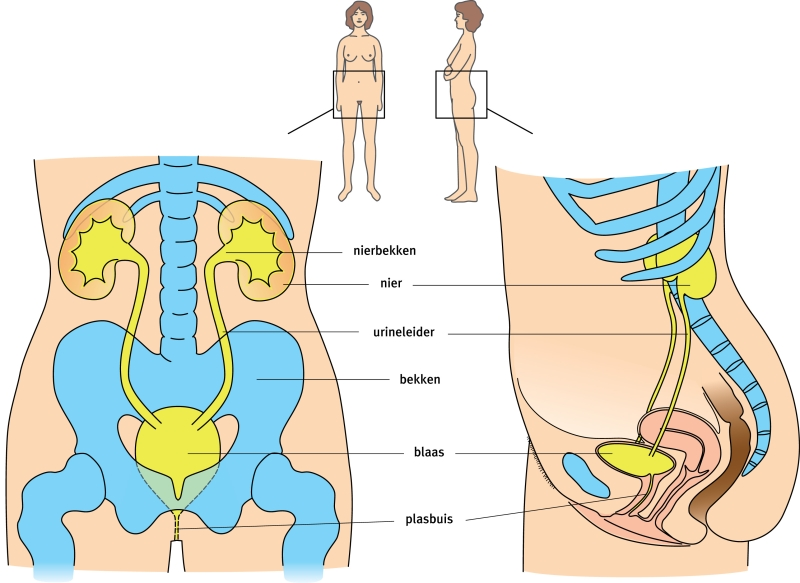 nierbekken
nier
urineleider
bekken
blaas
plasbuis